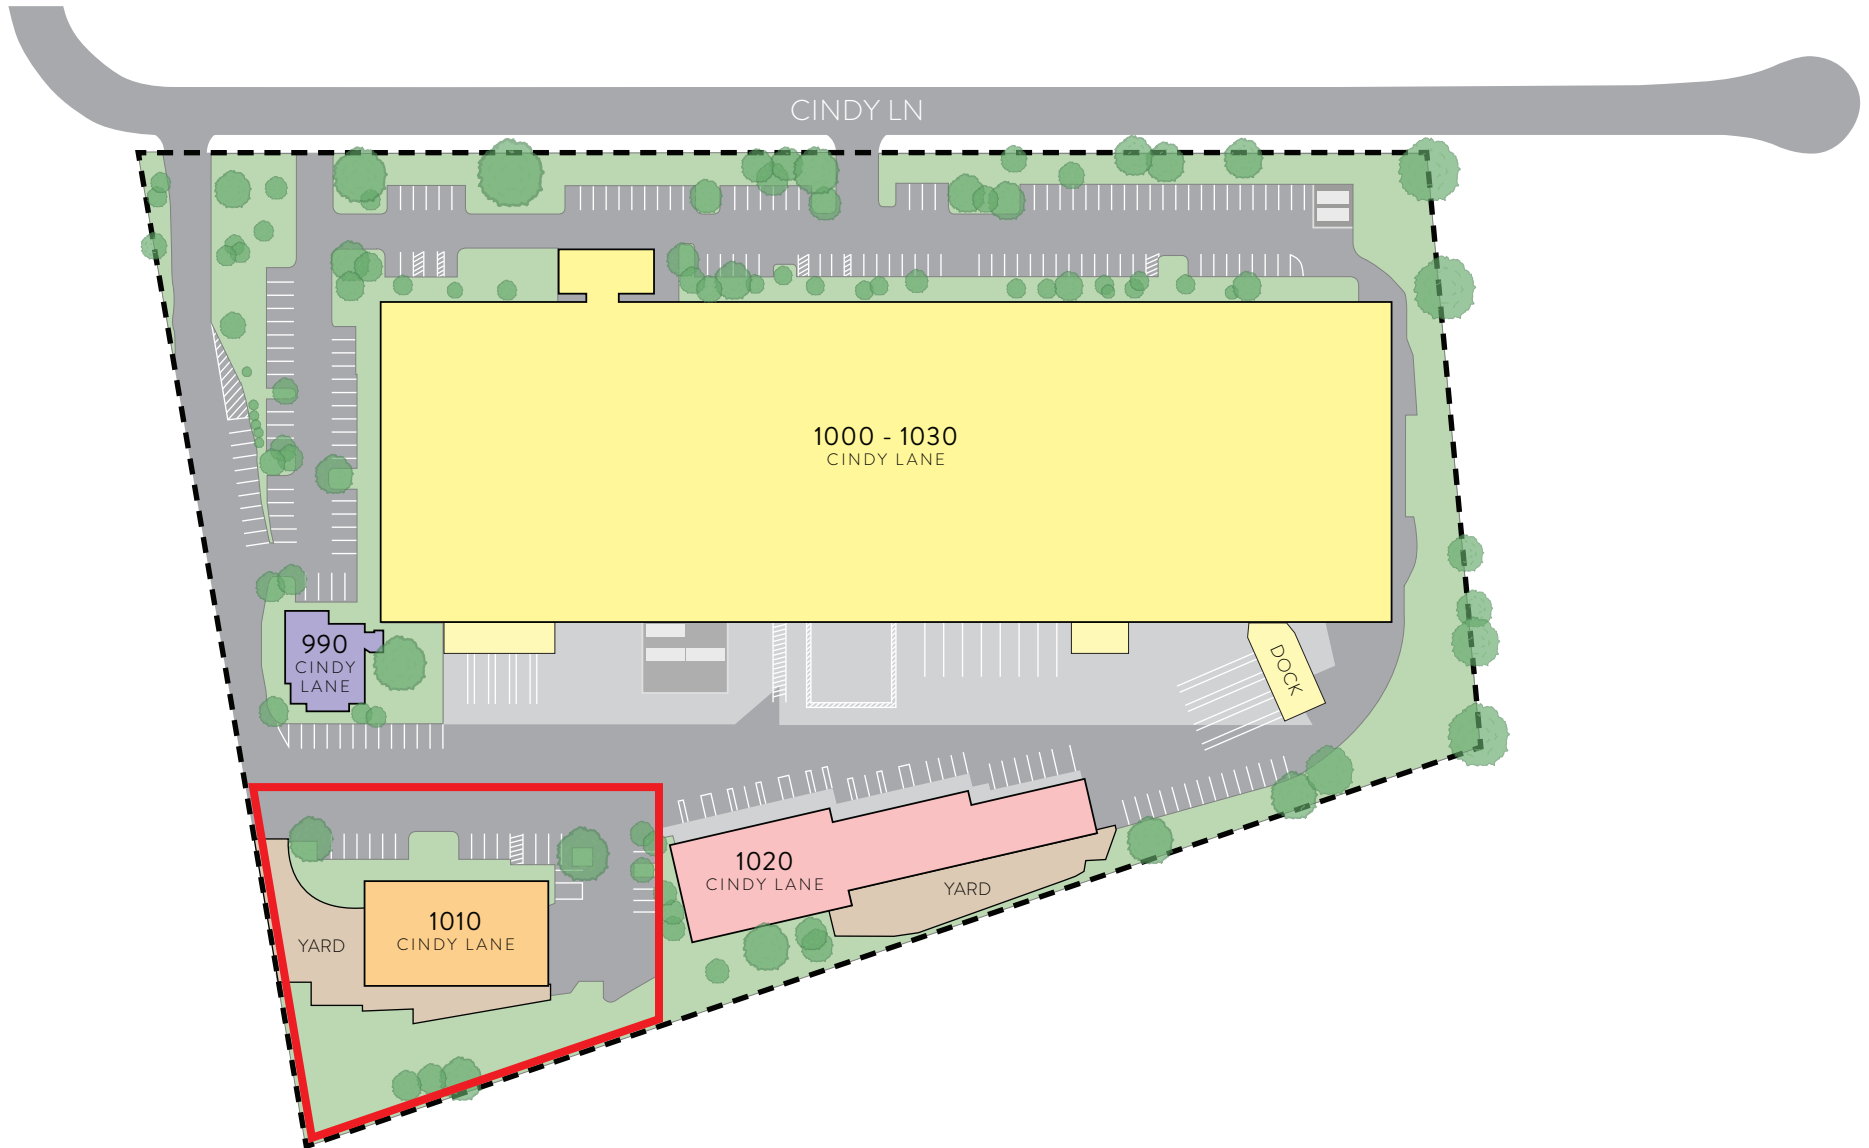 CINDY LN
1000 - 1030
CINDY LANE
990
CINDY
LANE
DOCK
1020
CINDY LANE
YARD
1010
CINDY LANE
YARD